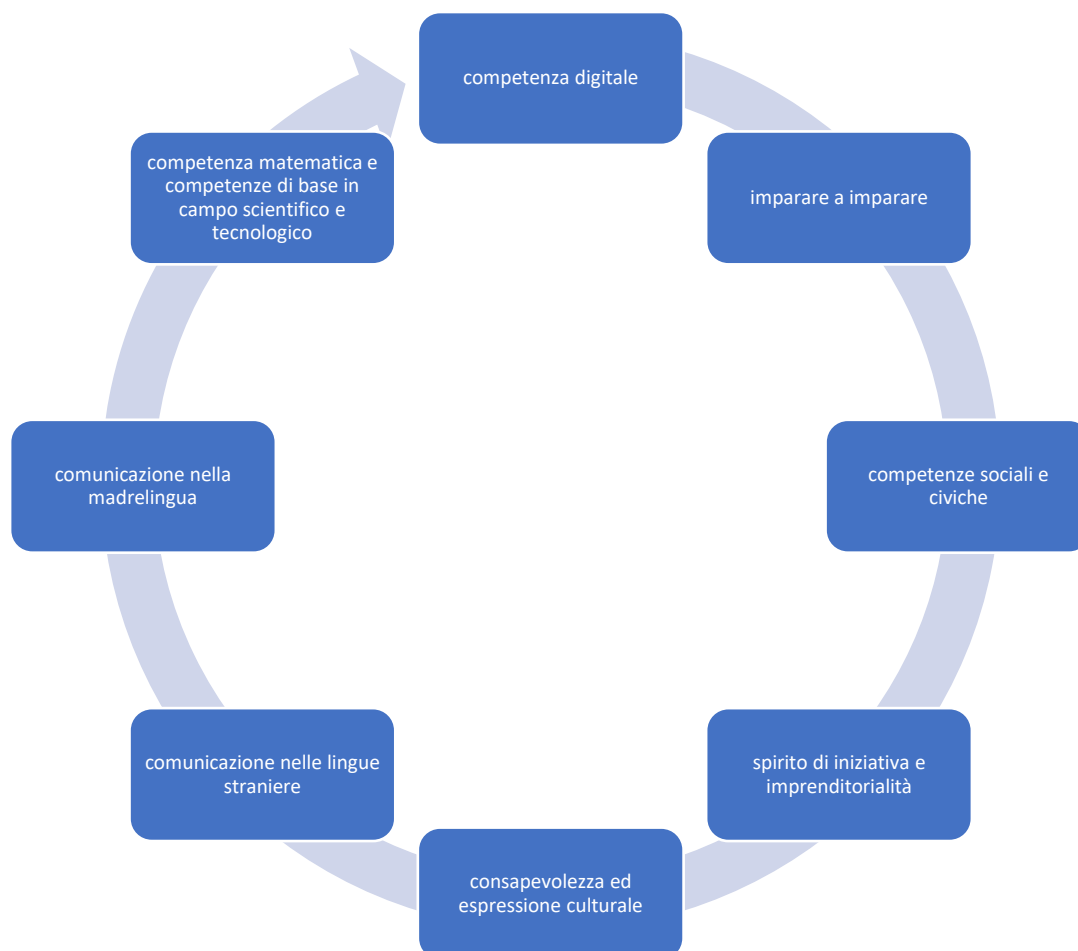 competenza digitale
imparare a imparare
competenze sociali e
civiche
spirito di iniziativa e
imprenditorialità
consapevolezza ed
espressione culturale
comunicazione nelle lingue
straniere
comunicazione nella
madrelingua
competenza matematica e
competenze di base in
campo scientifico e
tecnologico